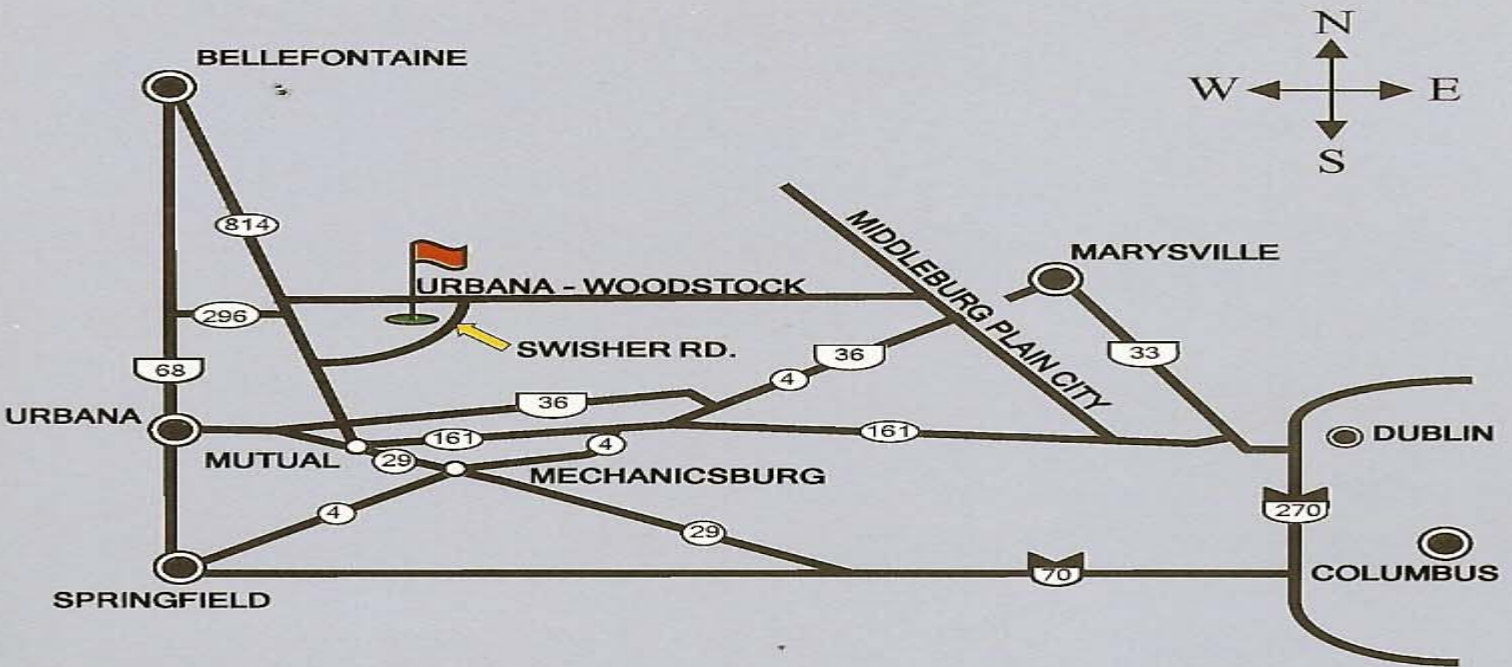 N
BELLEFONTAINE
W E
S
814
MIDDLEBURG PLAIN CITY
MARYSVILLE
URBANA - WOODSTOCK
296
SWISHER RD.
36
33
68
4
36
URBANA
161
161
DUBLIN
4
MUTUAL
29
MECHANICSBURG
4
270
29
70
COLUMBUS
SPRINGFIELD